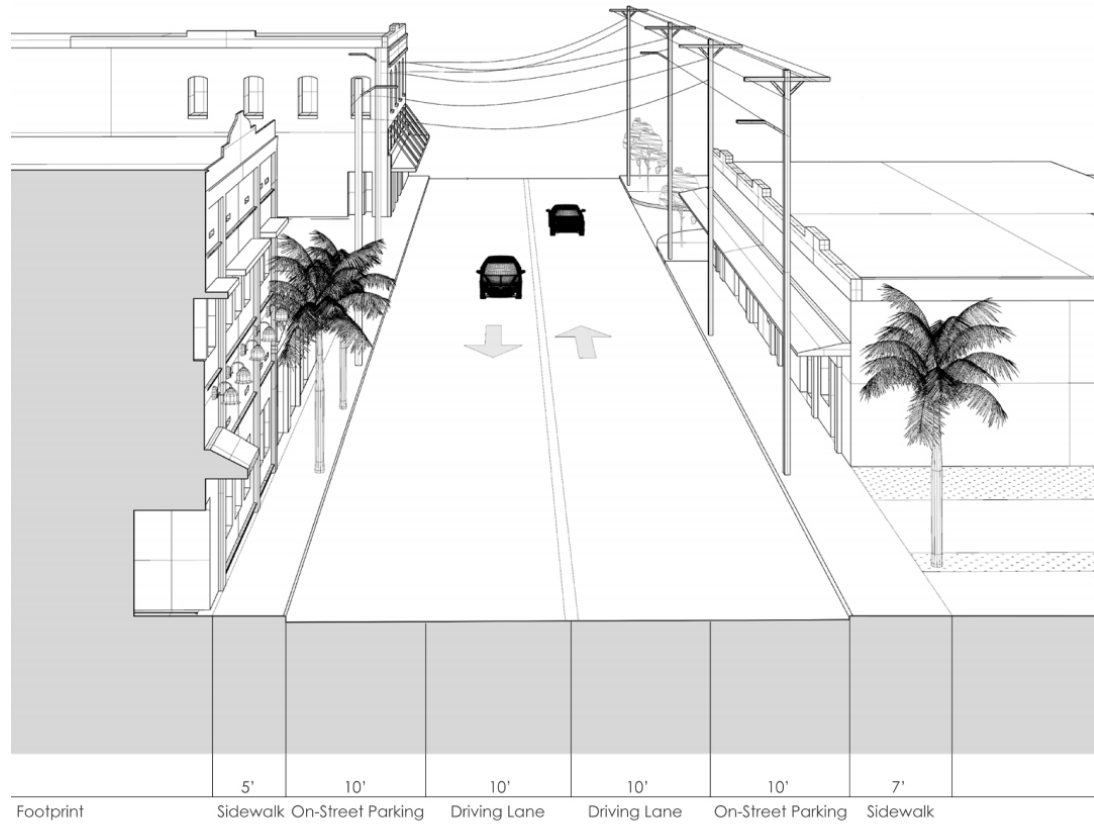 5' 10' 10' 10' 10' 7'
Footprint Sidewalk On-Street Parking Driving Lane Driving Lane On-Street Parking Sidewalk